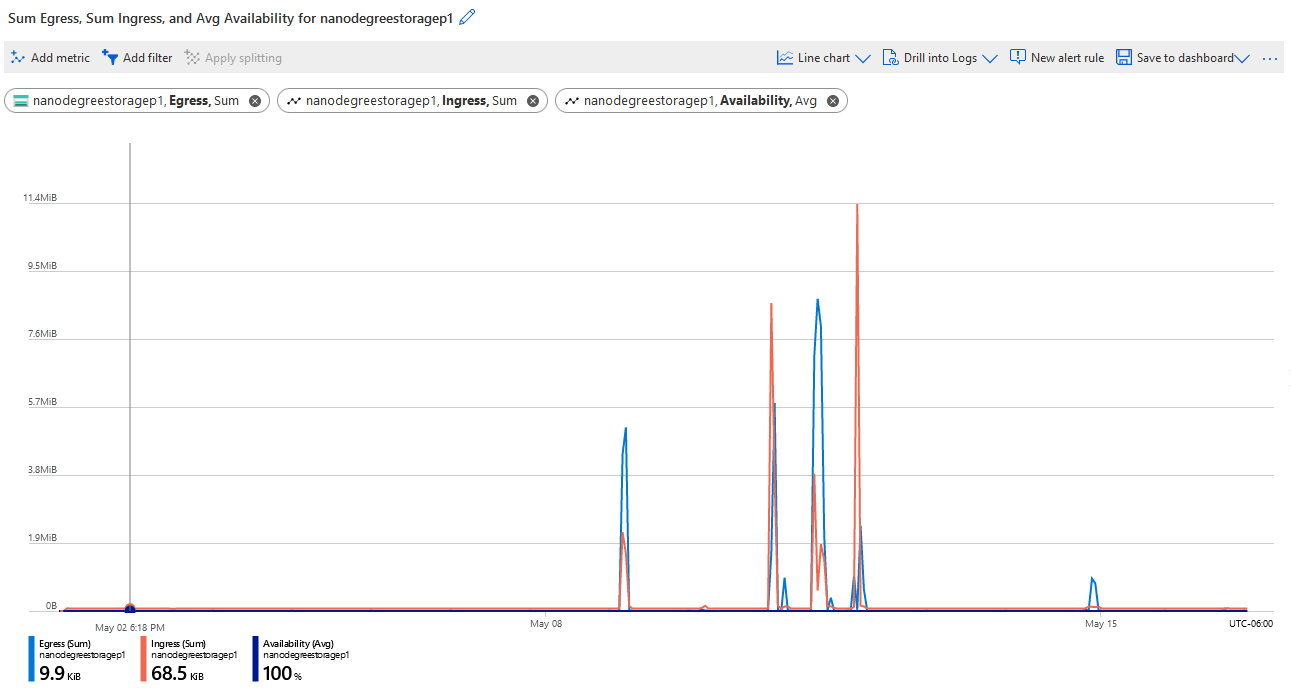 Sum Egress, Sum Ingress, and Avg Availability for nanodegreestoragep1
Add metric Add filter Apply splitting Line chart Drill into Logs New alert rule Save to dashboard ...
nanodegreestoragep1, Egress, Sum nanodegreestoragep1, Ingress, Sum nanodegreestoragep1, Availability, Avg
11.4MiB
9.5MiB
7.6MiB
5.7MiB
3.8MiB
1.9MiB
0B
May 02 6:18 PM May 08 May 15 UTC-06:00
Egress (Sum) Ingress (Sum) Availability (Avg)
nanodegreestoragep1 nanodegreestoragep1 nanodegreestoragep1
9.9 KiB 68.5 KiB 100 %